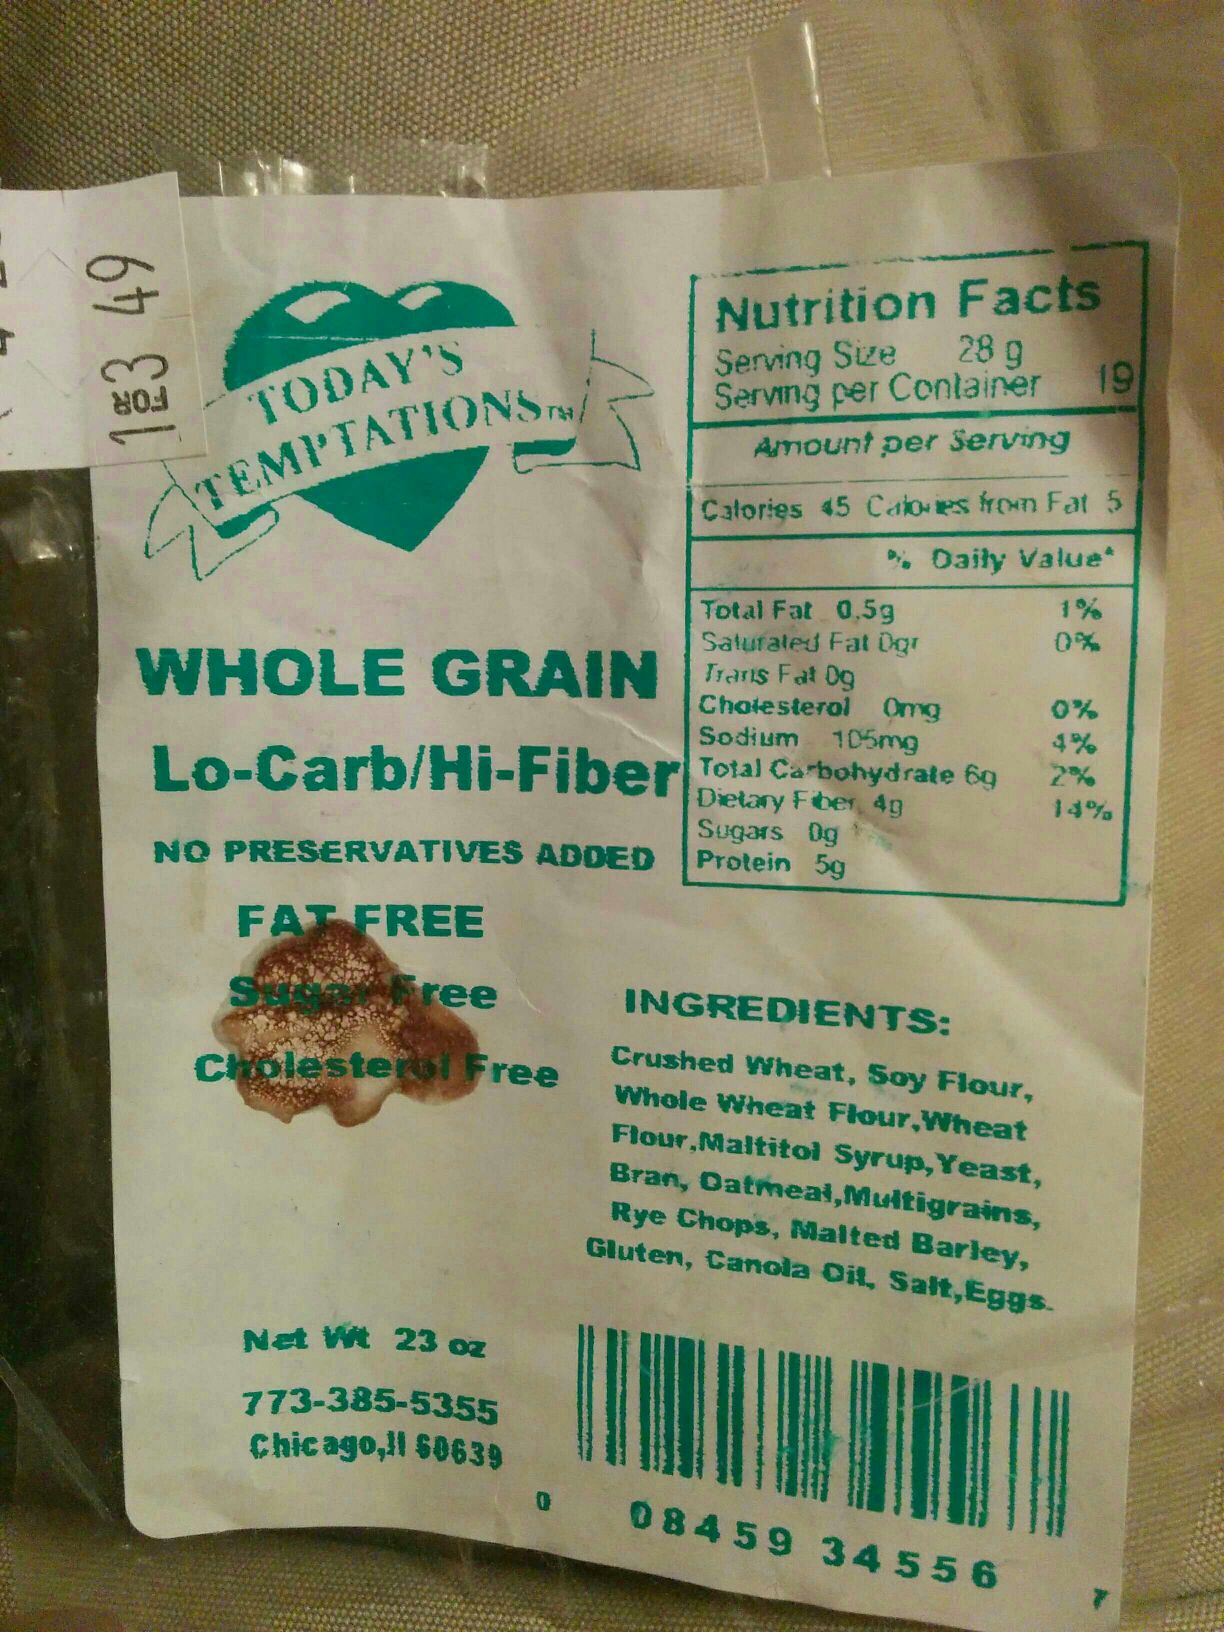 1 FOR 3 49
TODAY'S
TEMPTATIONS TM
WHOLE GRAIN
Lo-Carb/Hi-Fiber
NO PRESERVATIVES ADDED
FAT FREE
Sugar Free
Cholesterol Free
Net Wt 23 oz
773-385-5355
Chicago,Il 60639
Nutrition Facts
Serving Size 28 g
Serving per Container 19
Amount per Serving
Calories 45 Calories from Fat 5
% Daily Value*
Total Fat 0.5g 1%
Saturated Fat 0gr 0%
Trans Fat 0g
Cholesterol 0mg 0%
Sodium 105mg 4%
Total Carbohydrate 6g 2%
Dietary Fiber 4g 14%
Sugars 0g
Protein 5g
INGREDIENTS:
Crushed Wheat, Soy Flour,
Whole Wheat Flour,Wheat
Flour,Maltitol Syrup,Yeast,
Bran, Oatmeal,Multigrains,
Rye Chops, Malted Barley,
Gluten, Canola Oil, Salt,Eggs.
0 08459 34556 7